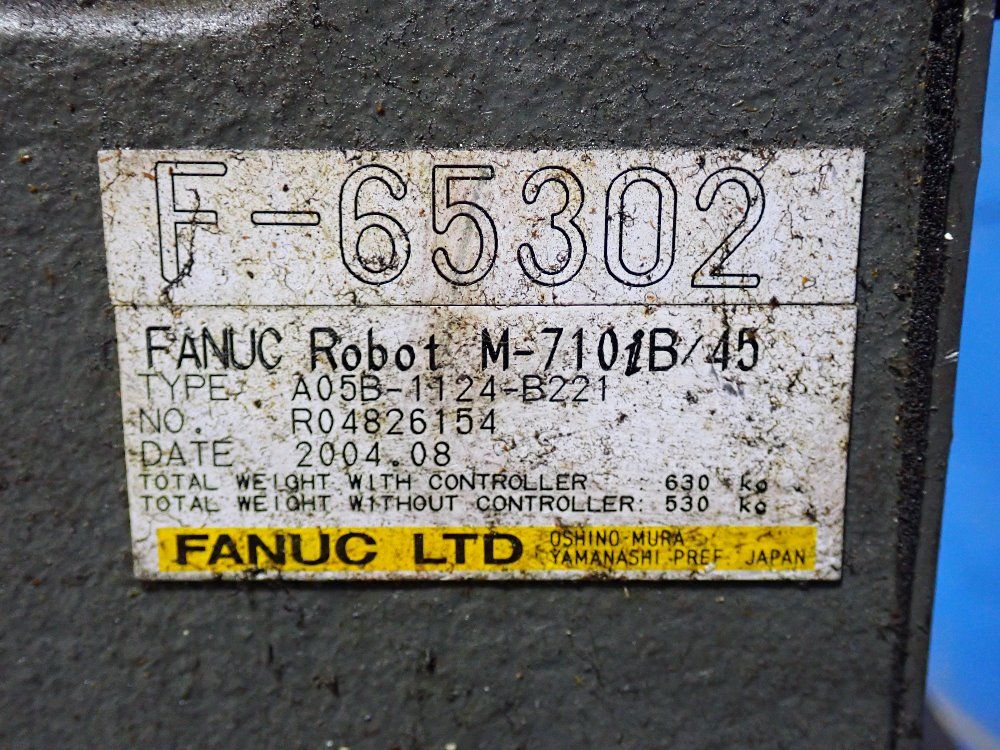 F-65302
FANUC Robot M-710iB/45
TYPE A05B-1124-B221
NO. R04826154
DATE 2004.08
TOTAL WEIGHT WITH CONTROLLER : 630 kg
TOTAL WEIGHT WITHOUT CONTROLLER: 530 kg
FANUC LTD
OSHINO-MURA
YAMANASHI PREF. JAPAN